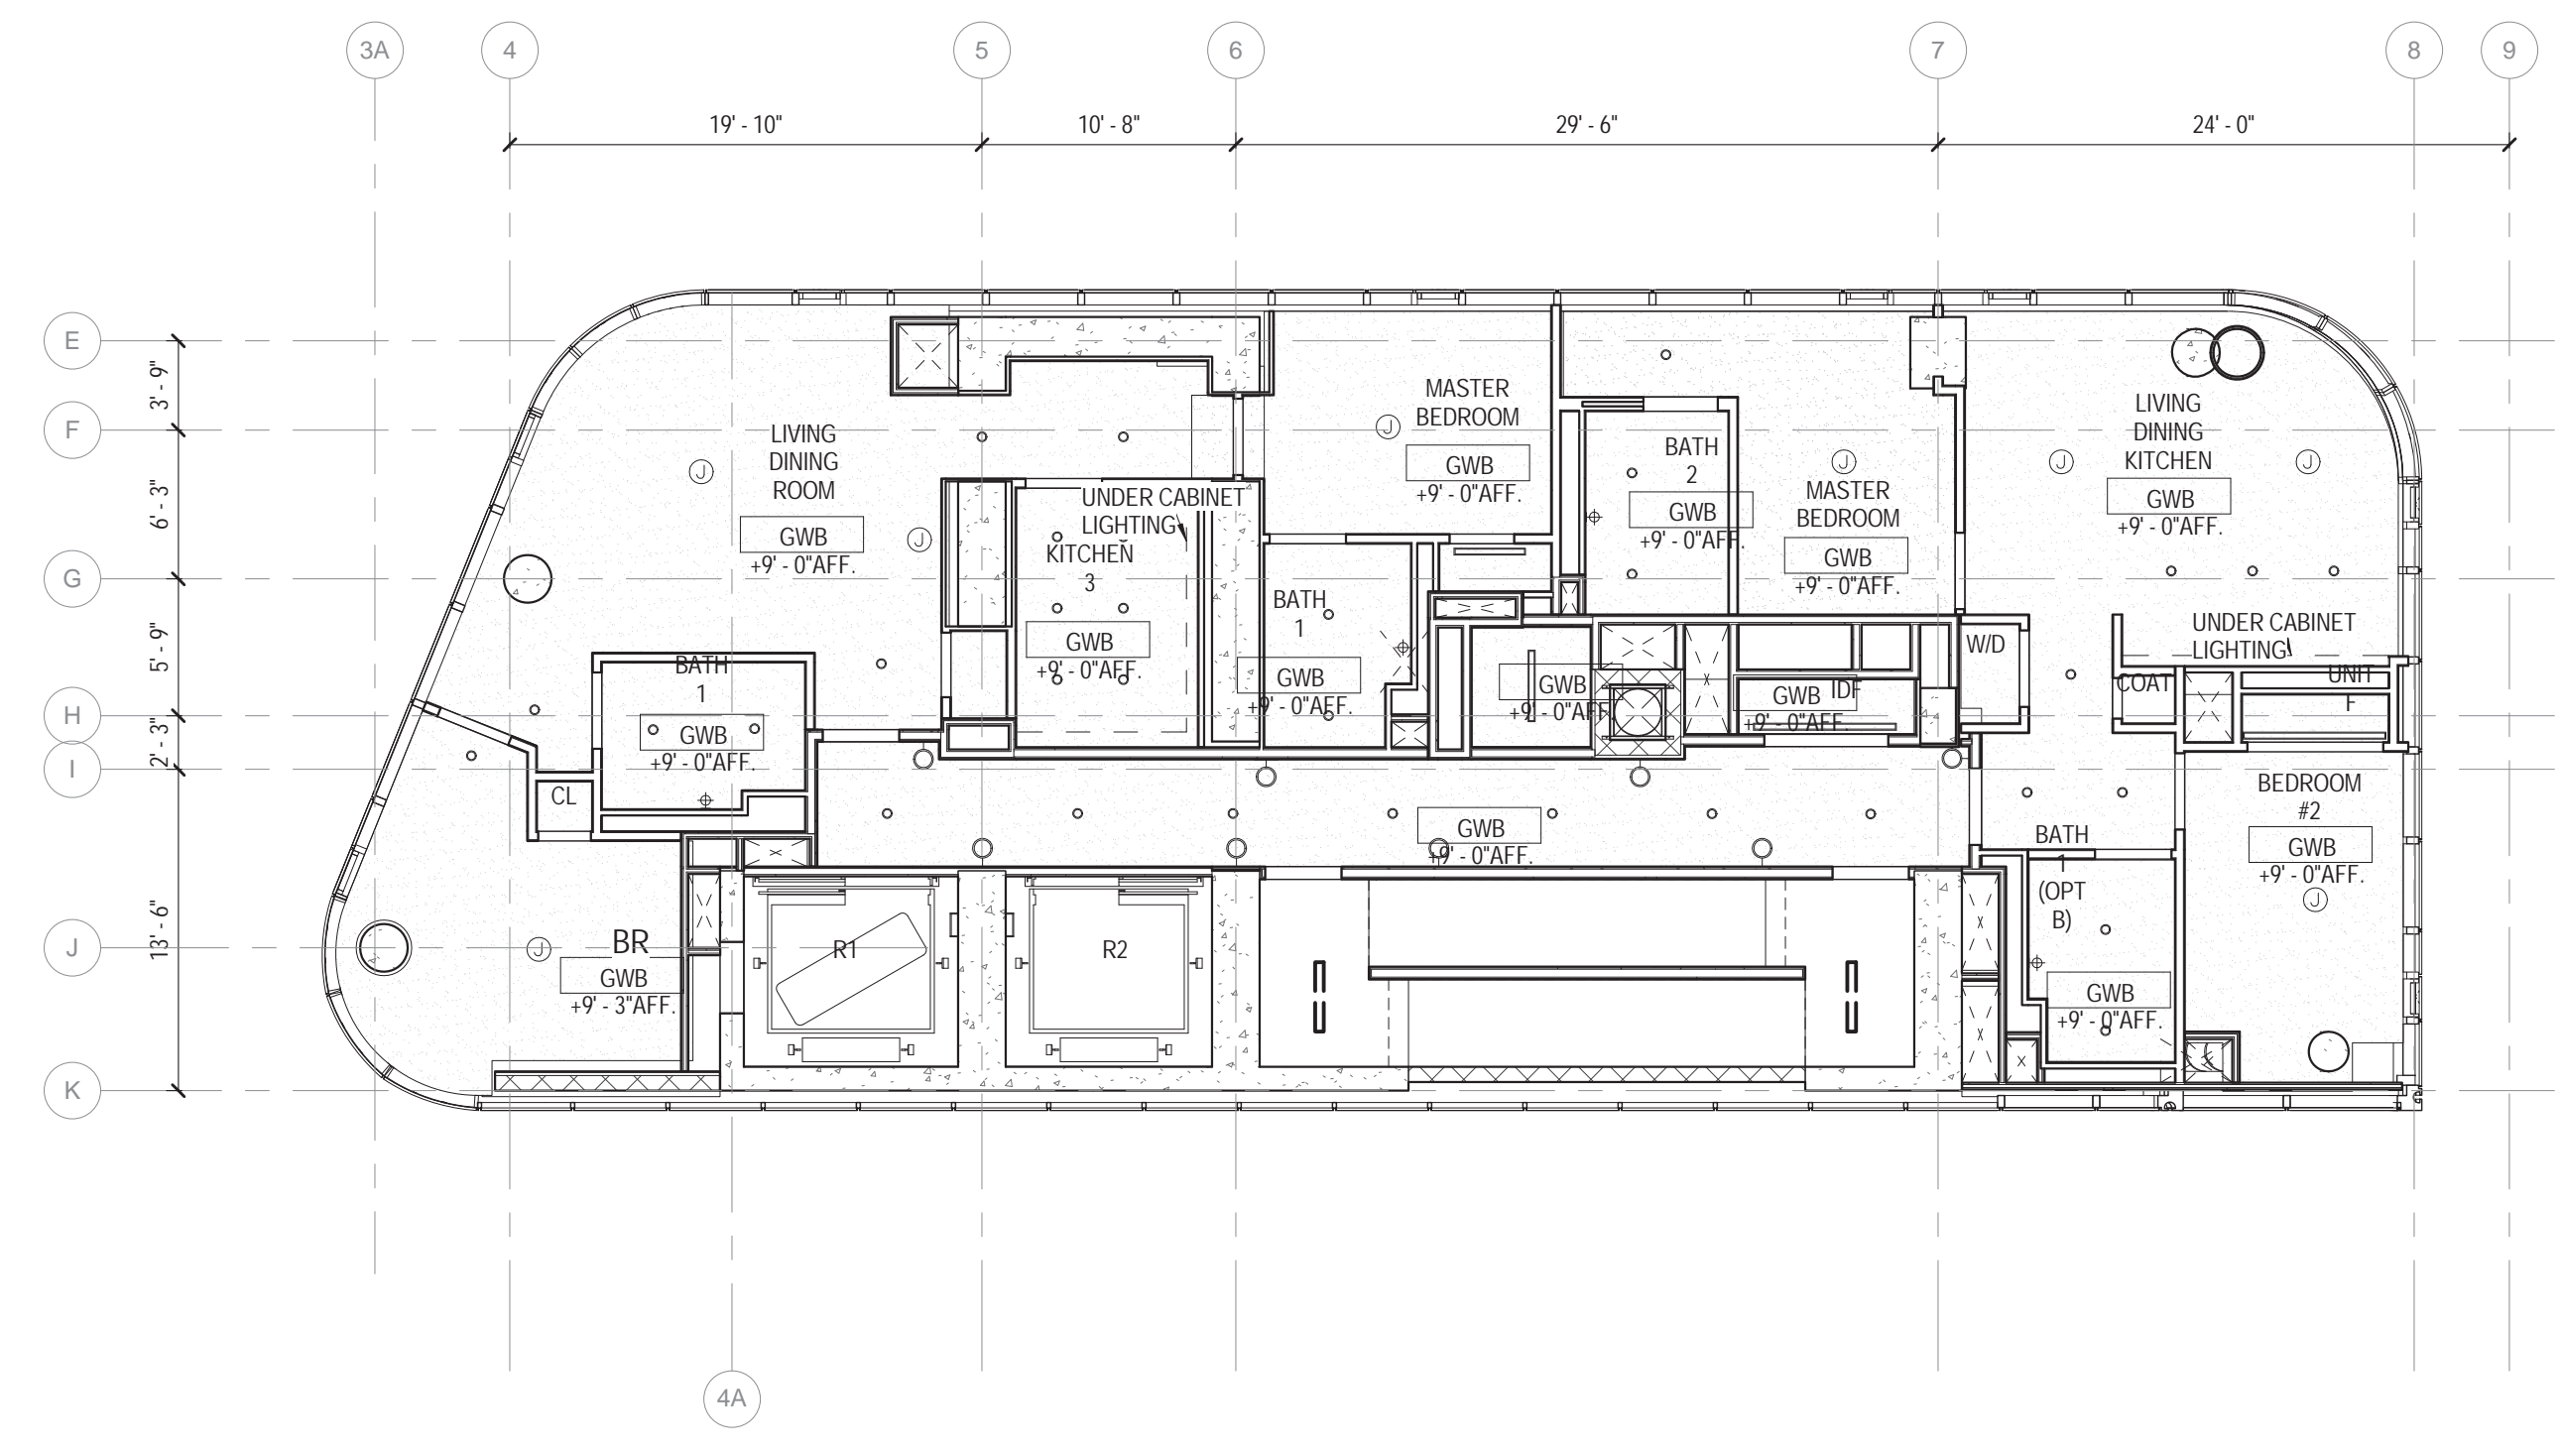 3A
4
5
6
7
8
9
19' - 10"
10' - 8"
29' - 6"
24' - 0"
E
3' - 9"
F
6' - 3"
G
5' - 9"
H
2' - 3"
I
13' - 6"
J
K
4A
LIVING
DINING
ROOM
GWB
+9' - 0"AFF.
J
J
UNDER CABINET
LIGHTING
KITCHEN
3
GWB
+9' - 0"AFF.
MASTER
BEDROOM
J
GWB
+9' - 0"AFF.
BATH
1
GWB
+9' - 0"AFF.
BATH
2
GWB
+9' - 0"AFF.
J
MASTER
BEDROOM
GWB
+9' - 0"AFF.
LIVING
DINING
KITCHEN
J
J
GWB
+9' - 0"AFF.
UNDER CABINET
LIGHTING
W/D
COAT
UNIT
F
BATH
1
GWB
+9' - 0"AFF.
CL
GWB
+9' - 0"AFF.
GWB
IDF
+9' - 0"AFF.
GWB
+9' - 0"AFF.
BEDROOM
#2
GWB
+9' - 0"AFF.
J
BATH
1
(OPT
B)
GWB
+9' - 0"AFF.
J
BR
GWB
+9' - 3"AFF.
R1
R2